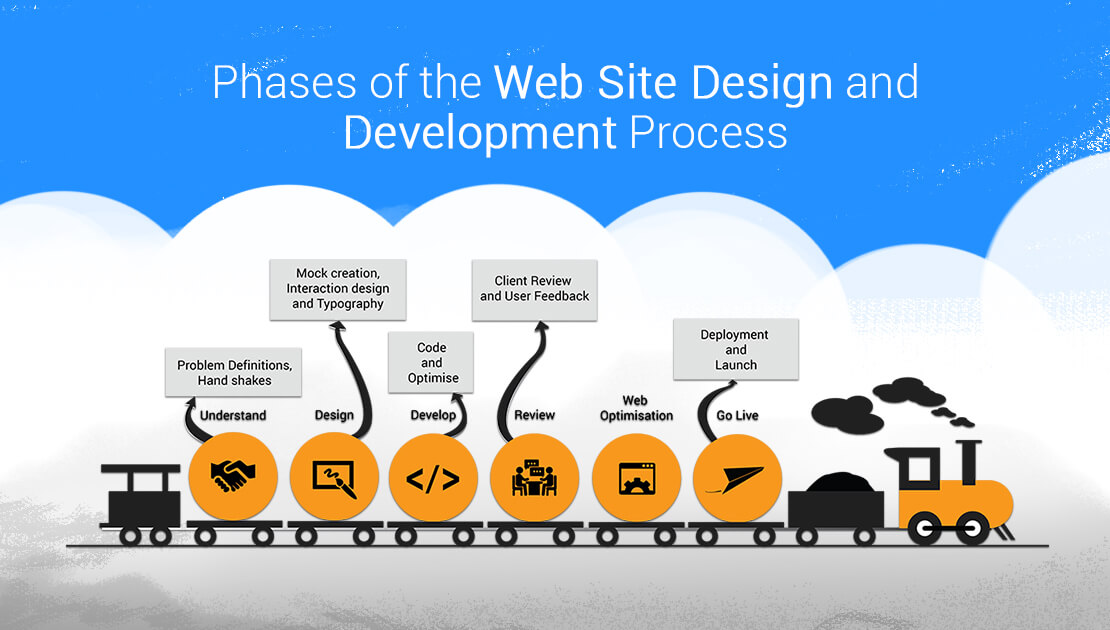 Phases of the Web Site Design and
Development Process
Problem Definitions,
Hand shakes
Understand
Mock creation,
Interaction design
and Typography
Design
Code
and
Optimise
Develop
Client Review
and User Feedback
Review
Web
Optimisation
Deployment
and
Launch
Go Live
</>